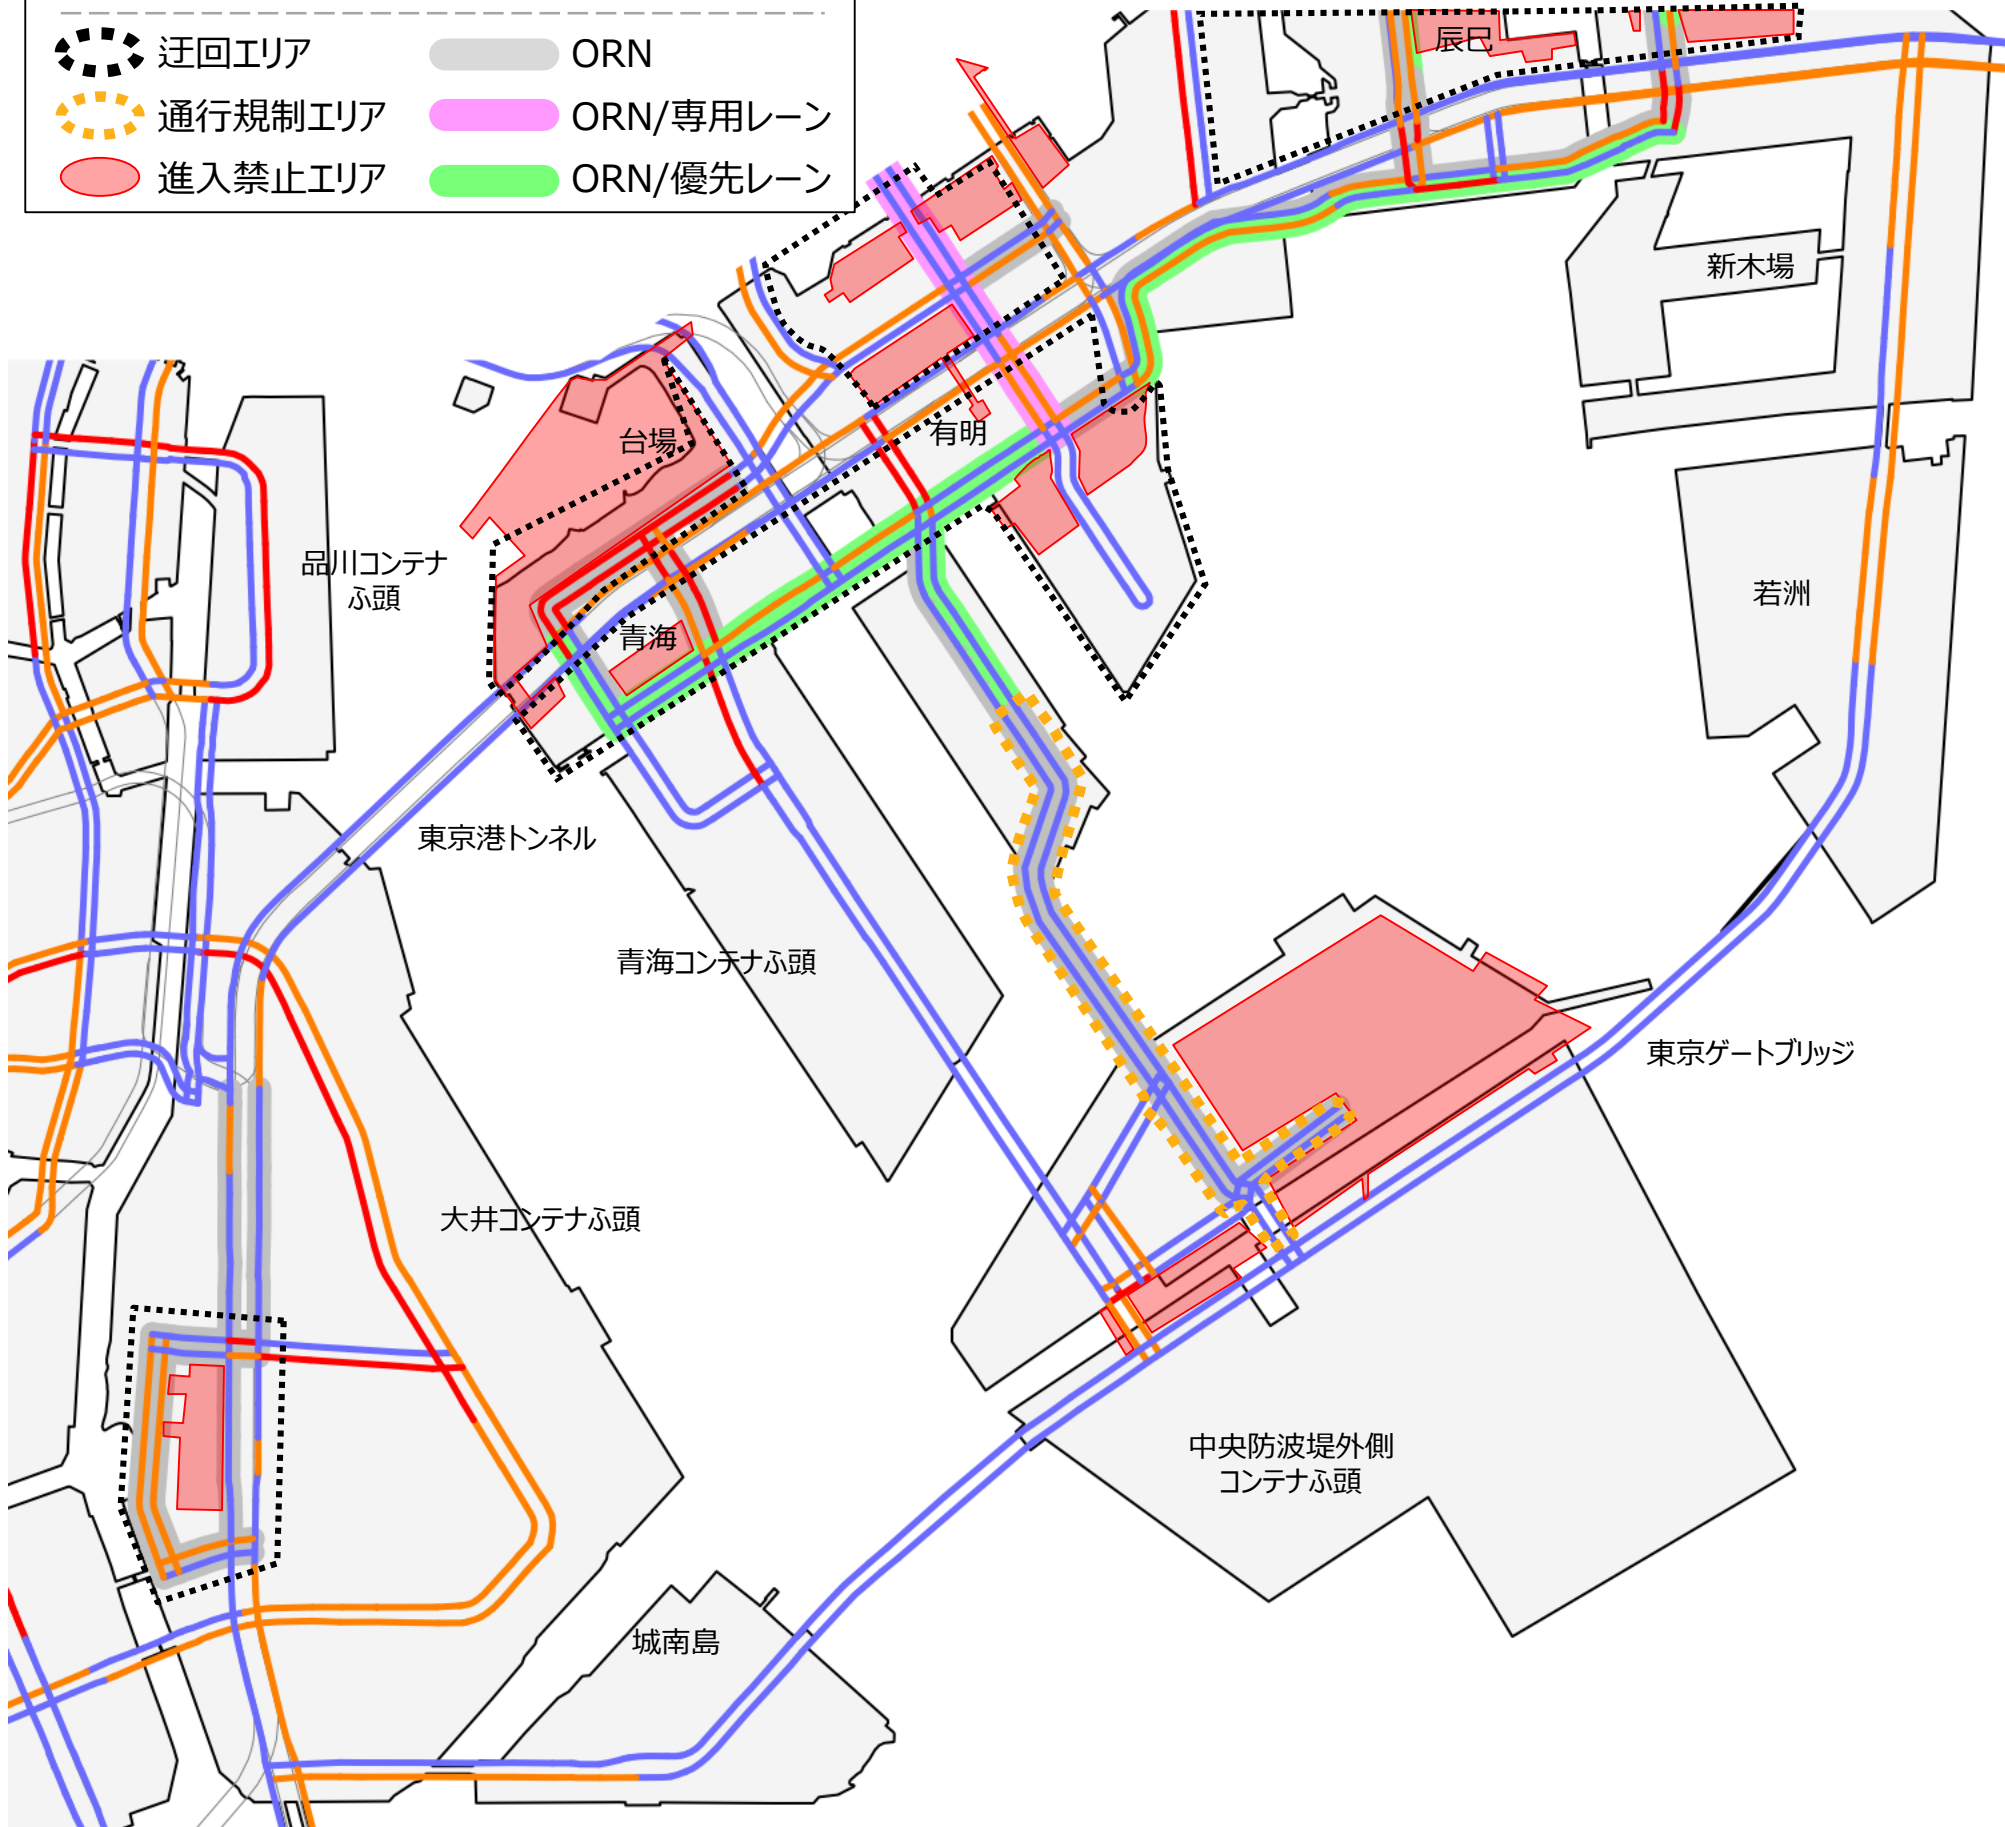 迂回エリア
ORN
通行規制エリア
ORN/専用レーン
進入禁止エリア
ORN/優先レーン
辰巳
新木場
有明
台場
品川コンテナ
ふ頭
青海
若洲
東京港トンネル
青海コンテナふ頭
東京ゲートブリッジ
大井コンテナふ頭
中央防波堤外側
コンテナふ頭
城南島